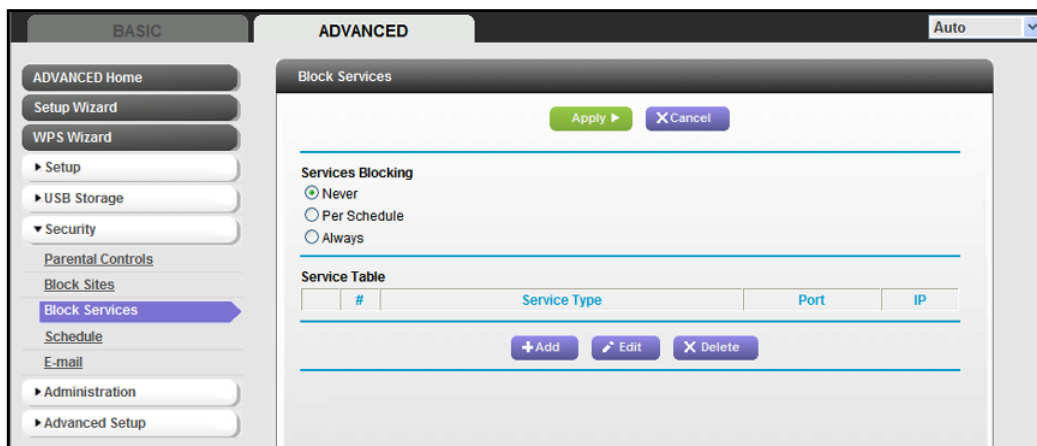 BASIC
ADVANCED
Auto
ADVANCED Home
Setup Wizard
WPS Wizard
Setup
USB Storage
Security
Parental Controls
Block Sites
Block Services
Schedule
E-mail
Administration
Advanced Setup
Block Services
Apply
Cancel
Services Blocking
Never
Per Schedule
Always
Service Table
# Service Type Port IP
Add
Edit
Delete